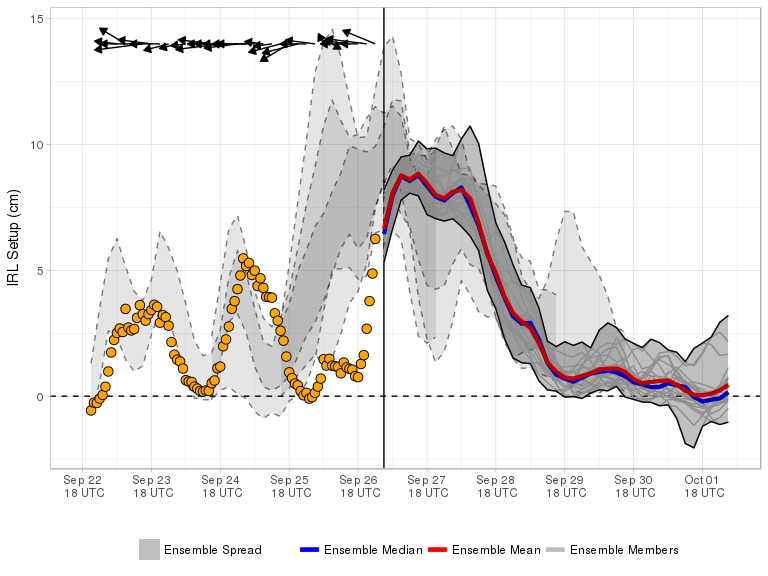 15
10
5
0
IRL Setup (cm)
Sep 22 Sep 23 Sep 24 Sep 25 Sep 26 Sep 27 Sep 28 Sep 29 Sep 30 Oct 01
18 UTC 18 UTC 18 UTC 18 UTC 18 UTC 18 UTC 18 UTC 18 UTC 18 UTC 18 UTC
Ensemble Spread Ensemble Median Ensemble Mean Ensemble Members